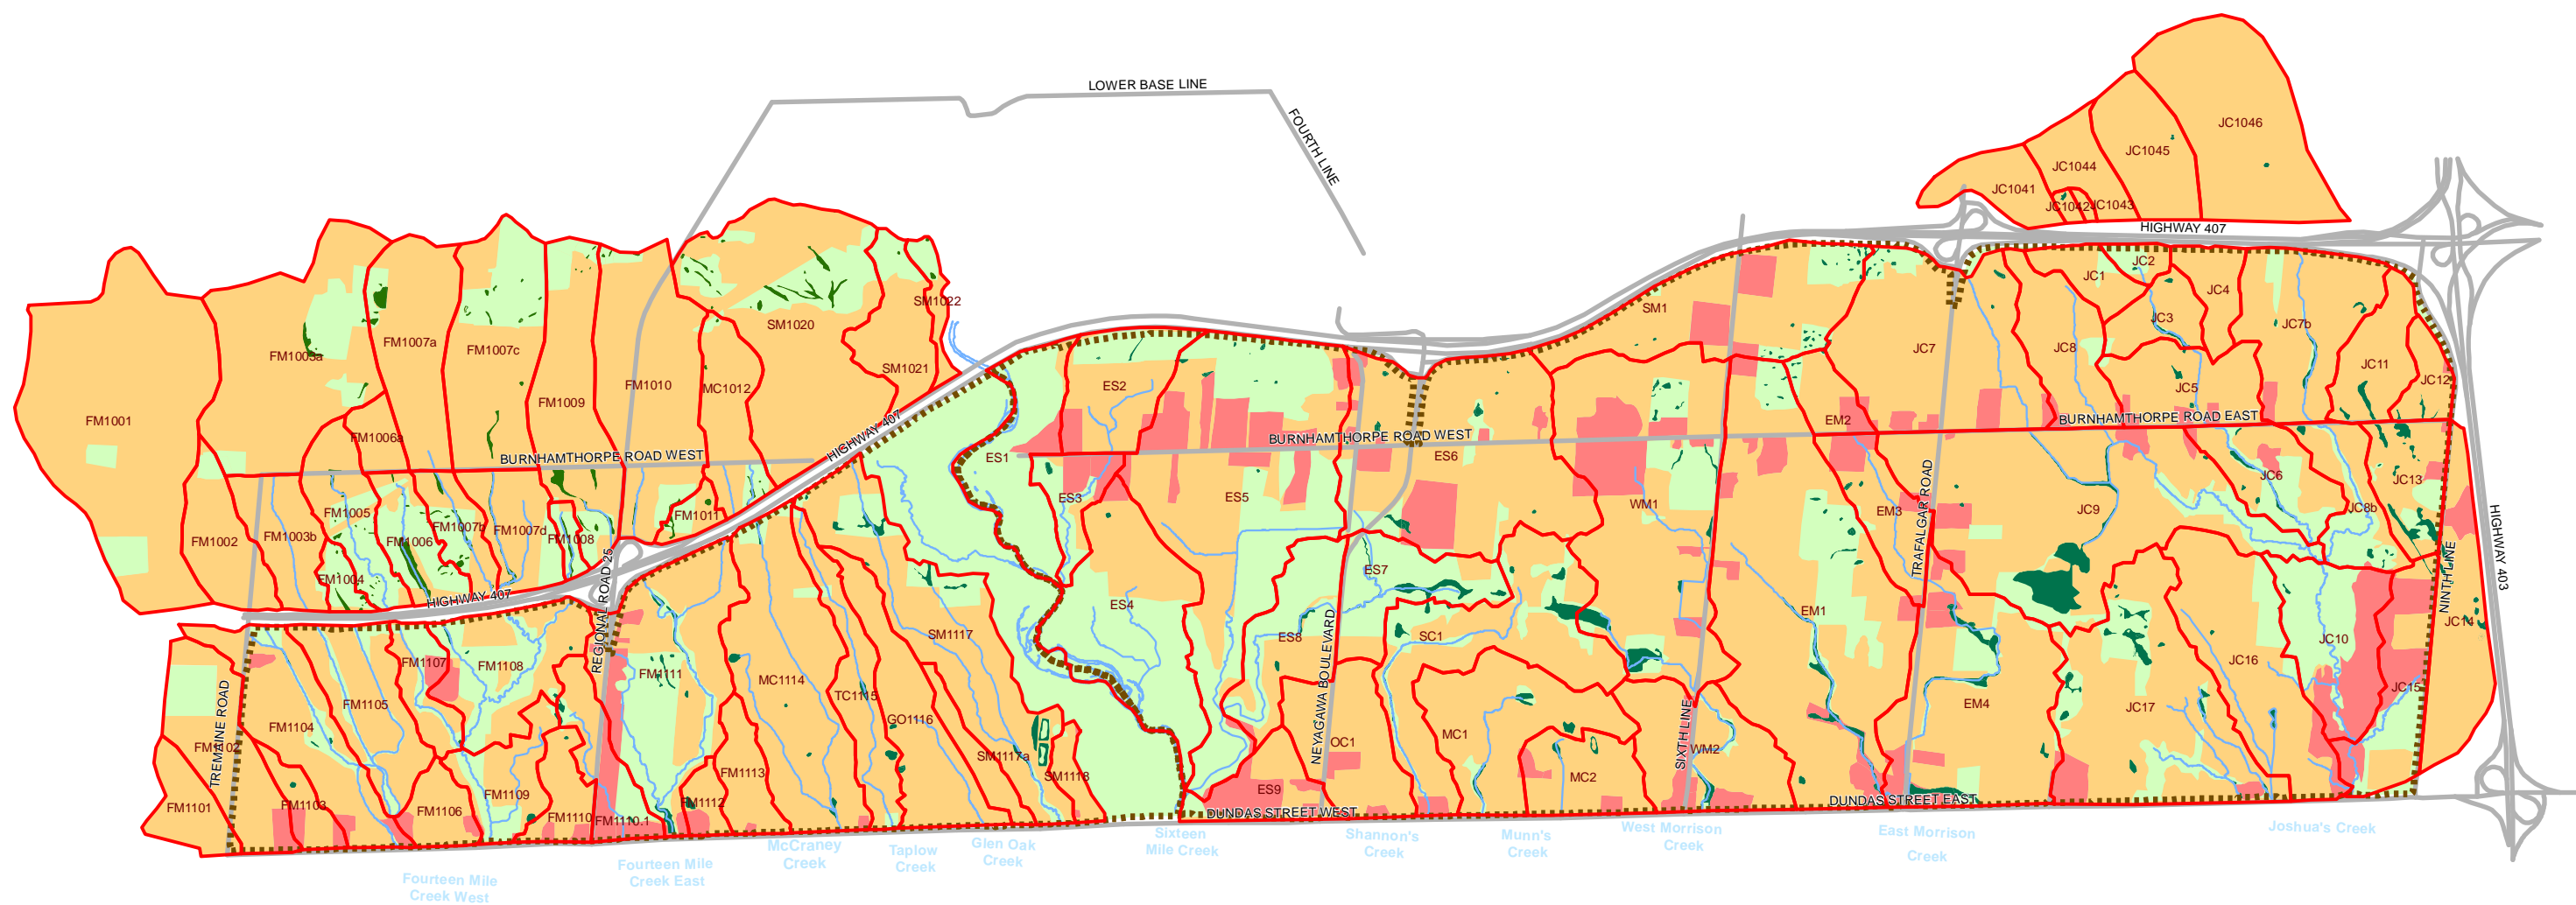 LOWER BASE LINE
FOURTH LINE
JC1046
JC1045
JC1044
JC1041
JC1042
JC1043
HIGHWAY 407
JC2
JC1
JC4
JC3
JC7b
JC8
JC7
JC5
JC11
JC12
SM1
SM1022
SM1020
SM1021
FM1003a
FM1007a
FM1007c
FM1010
MC1012
FM1009
FM1001
FM1006a
ES2
EM2
HIGHWAY 407
BURNHAMTHORPE ROAD WEST
BURNHAMTHORPE ROAD WEST
BURNHAMTHORPE ROAD EAST
ES1
ES6
ES3
ES5
WM1
EM3
TRAFALGAR ROAD
JC9
JC6
JC8b
JC13
HIGHWAY 403
NINTH LINE
JC14
FM1005
FM1011
FM1002
FM1003b
FM1006
FM1007b
FM1007d
FM1008
FM1004
HIGHWAY 407
REGIONAL ROAD 25
ES7
ES4
ES8
SC1
EM1
NEYAGAWA BOULEVARD
SM1117
FM1107
FM1108
FM1111
MC1114
TC1115
GO1116
FM1105
FM1104
FM1102
TREMAINE ROAD
SM1117a
SM1118
FM1113
FM1112
FM1101
FM1103
FM1106
FM1109
FM1110
FM1110.1
OC1
MC1
MC2
ES9
SIXTH LINE
WM2
EM4
JC17
JC16
JC10
JC15
DUNDAS STREET WEST
DUNDAS STREET EAST
Fourteen Mile
Creek West
Fourteen Mile
Creek East
McCraney
Creek
Taplow
Creek
Glen Oak
Creek
Sixteen
Mile Creek
Shannon's
Creek
Munn's
Creek
West Morrison
Creek
East Morrison
Creek
Joshua's Creek